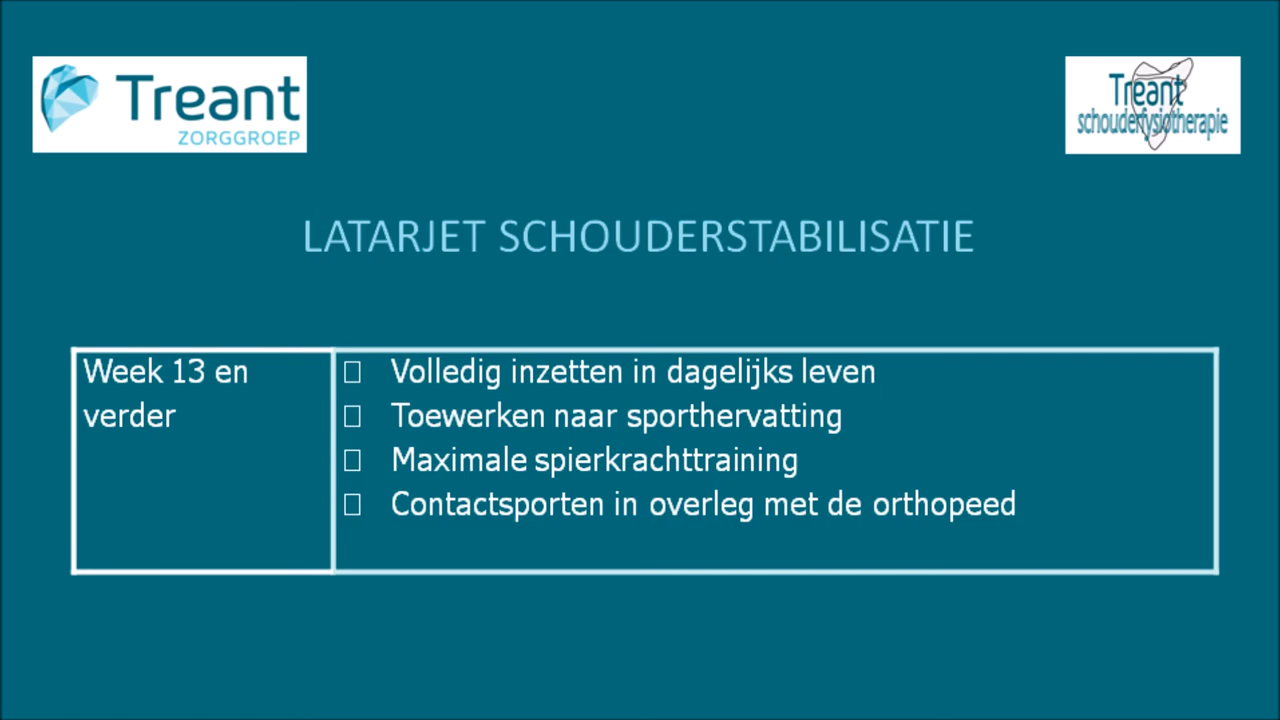 Treant
ZORGGROEP
Treant
schouderfysiotherapie
LATARJET SCHOUDERSTABILISATIE
Week 13 en
verder
Volledig inzetten in dagelijks leven
Toewerken naar sporthervatting
Maximale spierkrachttraining
Contactsporten in overleg met de orthopeed